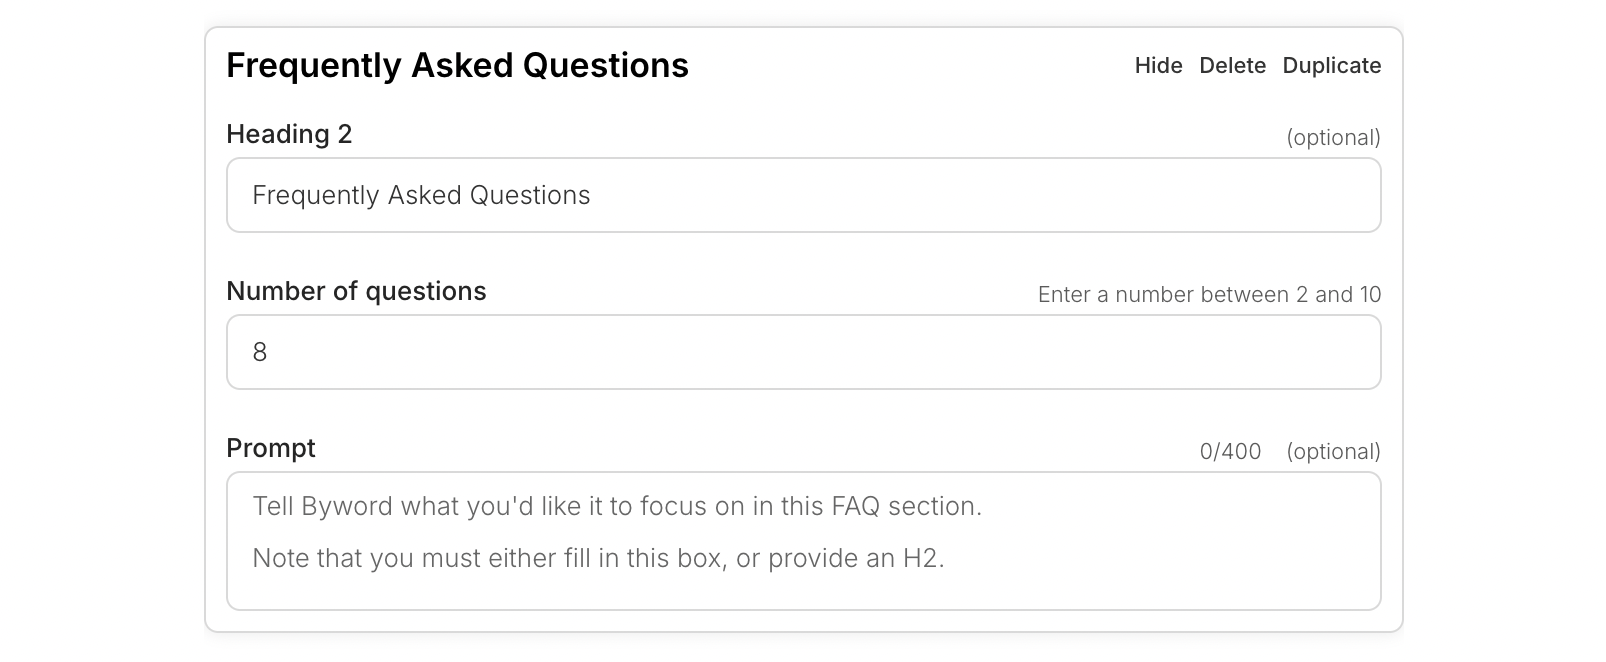 Frequently Asked Questions
Hide Delete Duplicate
Heading 2
(optional)
Frequently Asked Questions
Number of questions
Enter a number between 2 and 10
8
Prompt
0/400 (optional)
Tell Byword what you'd like it to focus on in this FAQ section.
Note that you must either fill in this box, or provide an H2.